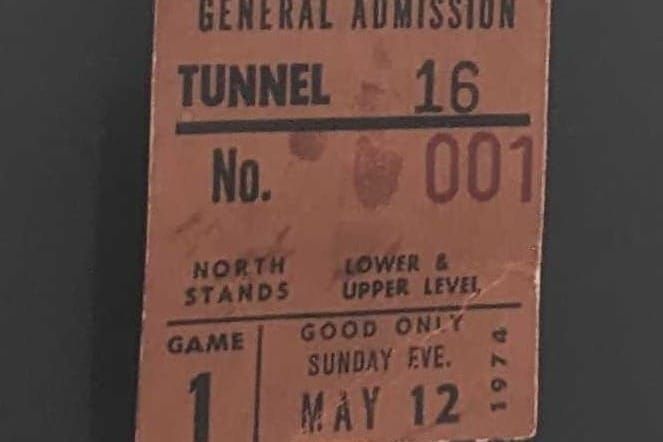 GENERAL ADMISSION
TUNNEL 16
No. 001
NORTH STANDS
LOWER & UPPER LEVEL
GAME 1
GOOD ONLY
SUNDAY EVE.
MAY 12
1974